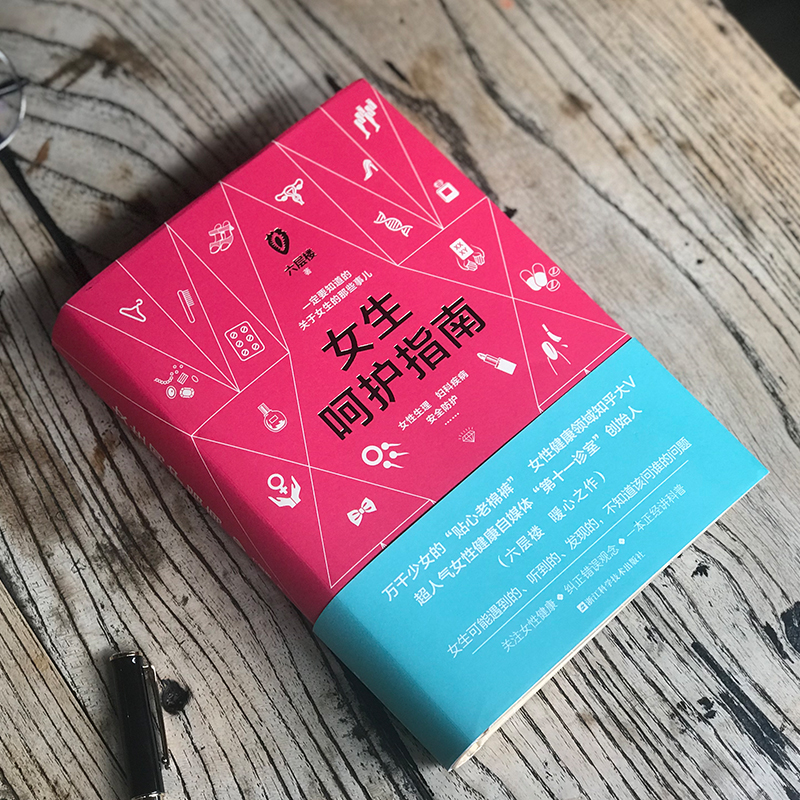 六层楼
著
一定要知道的
关于女生的那些事儿
女生
呵护指南
女性生理 妇科疾病
安全防护
……
XX
XY
万千少女的“贴心老棉裤” 女性健康领域知乎大V
超人气女性健康自媒体“第十一诊室”创始人
（六层楼 暖心之作）
女生可能遇到的、听到的、发现的，不知道该问谁的问题
关注女性健康◆纠正错误观念◆一本正经讲科普
浙江科学技术出版社